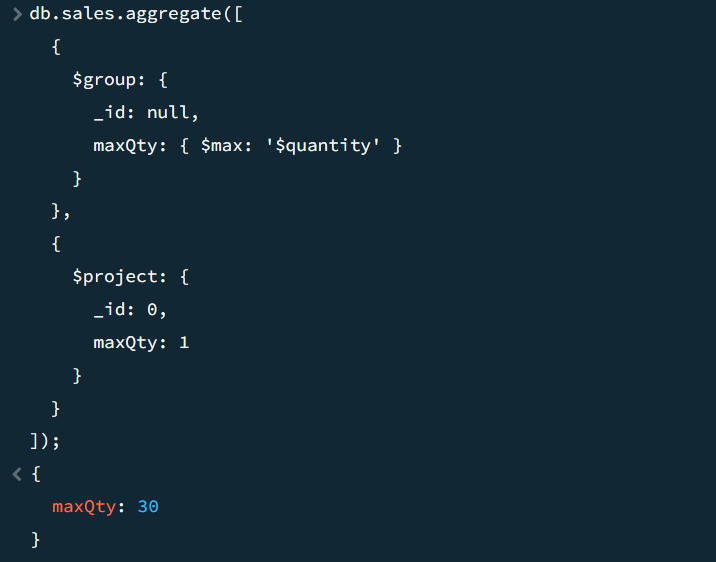 db.sales.aggregate([
  {
    $group: {
      _id: null,
      maxQty: { $max: '$quantity' }
    }
  },
  {
    $project: {
      _id: 0,
      maxQty: 1
    }
  }
]);
{
  maxQty: 30
}